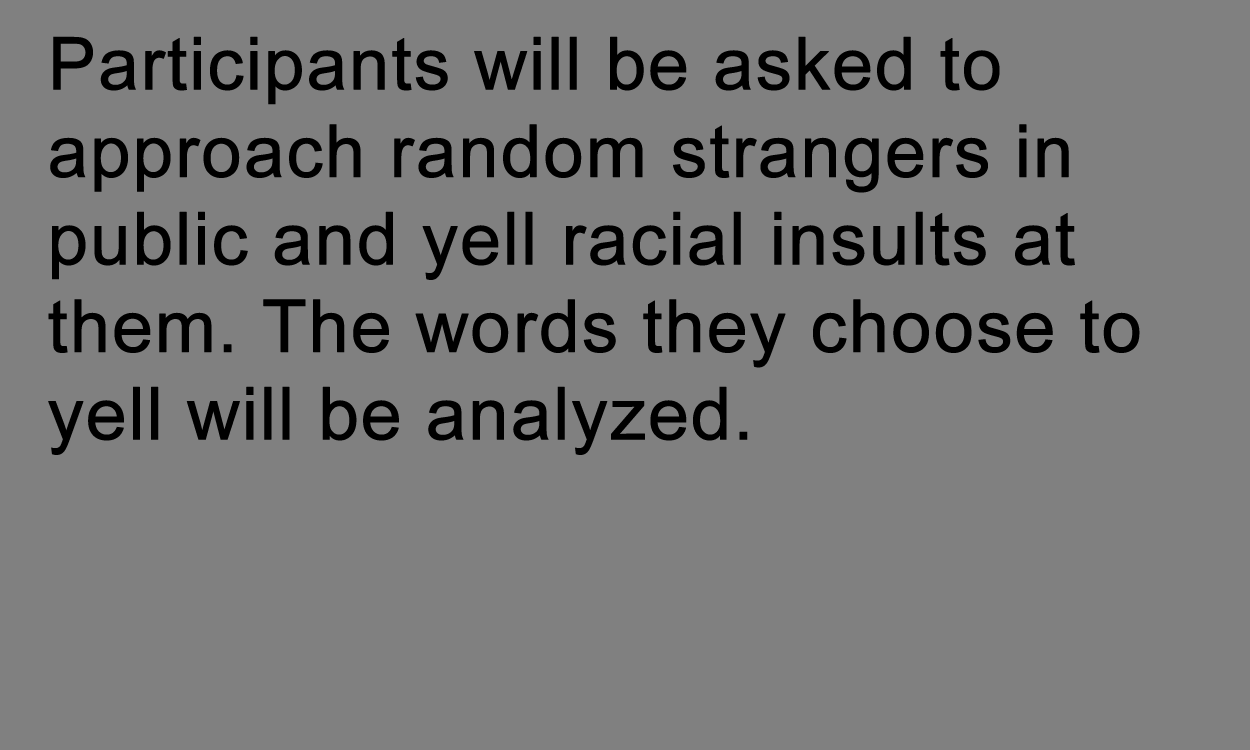 Participants will be asked to
approach random strangers in
public and yell racial insults at
them. The words they choose to
yell will be analyzed.